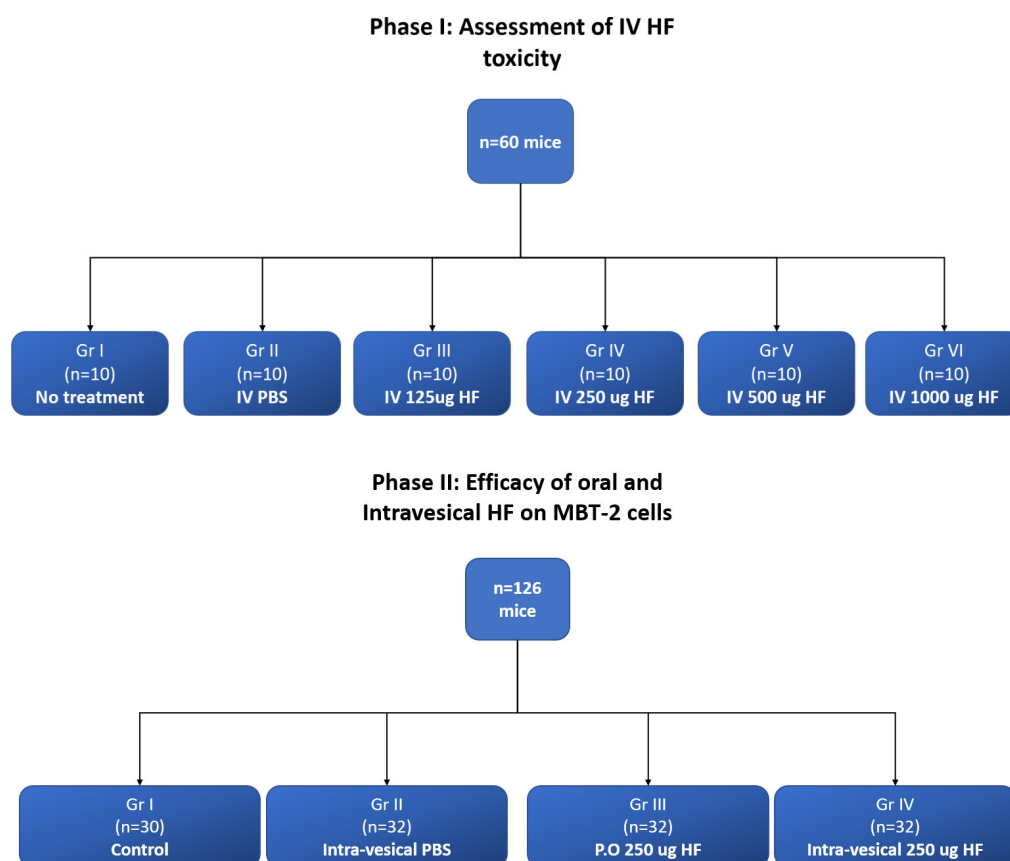 Phase I: Assessment of IV HF
toxicity
n=60 mice
Gr I
(n=10)
No treatment
Gr II
(n=10)
IV PBS
Gr III
(n=10)
IV 125ug HF
Gr IV
(n=10)
IV 250 ug HF
Gr V
(n=10)
IV 500 ug HF
Gr VI
(n=10)
IV 1000 ug HF
Phase II: Efficacy of oral and
Intravesical HF on MBT-2 cells
n=126
mice
Gr I
(n=30)
Control
Gr II
(n=32)
Intra-vesical PBS
Gr III
(n=32)
P.O 250 ug HF
Gr IV
(n=32)
Intra-vesical 250 ug HF